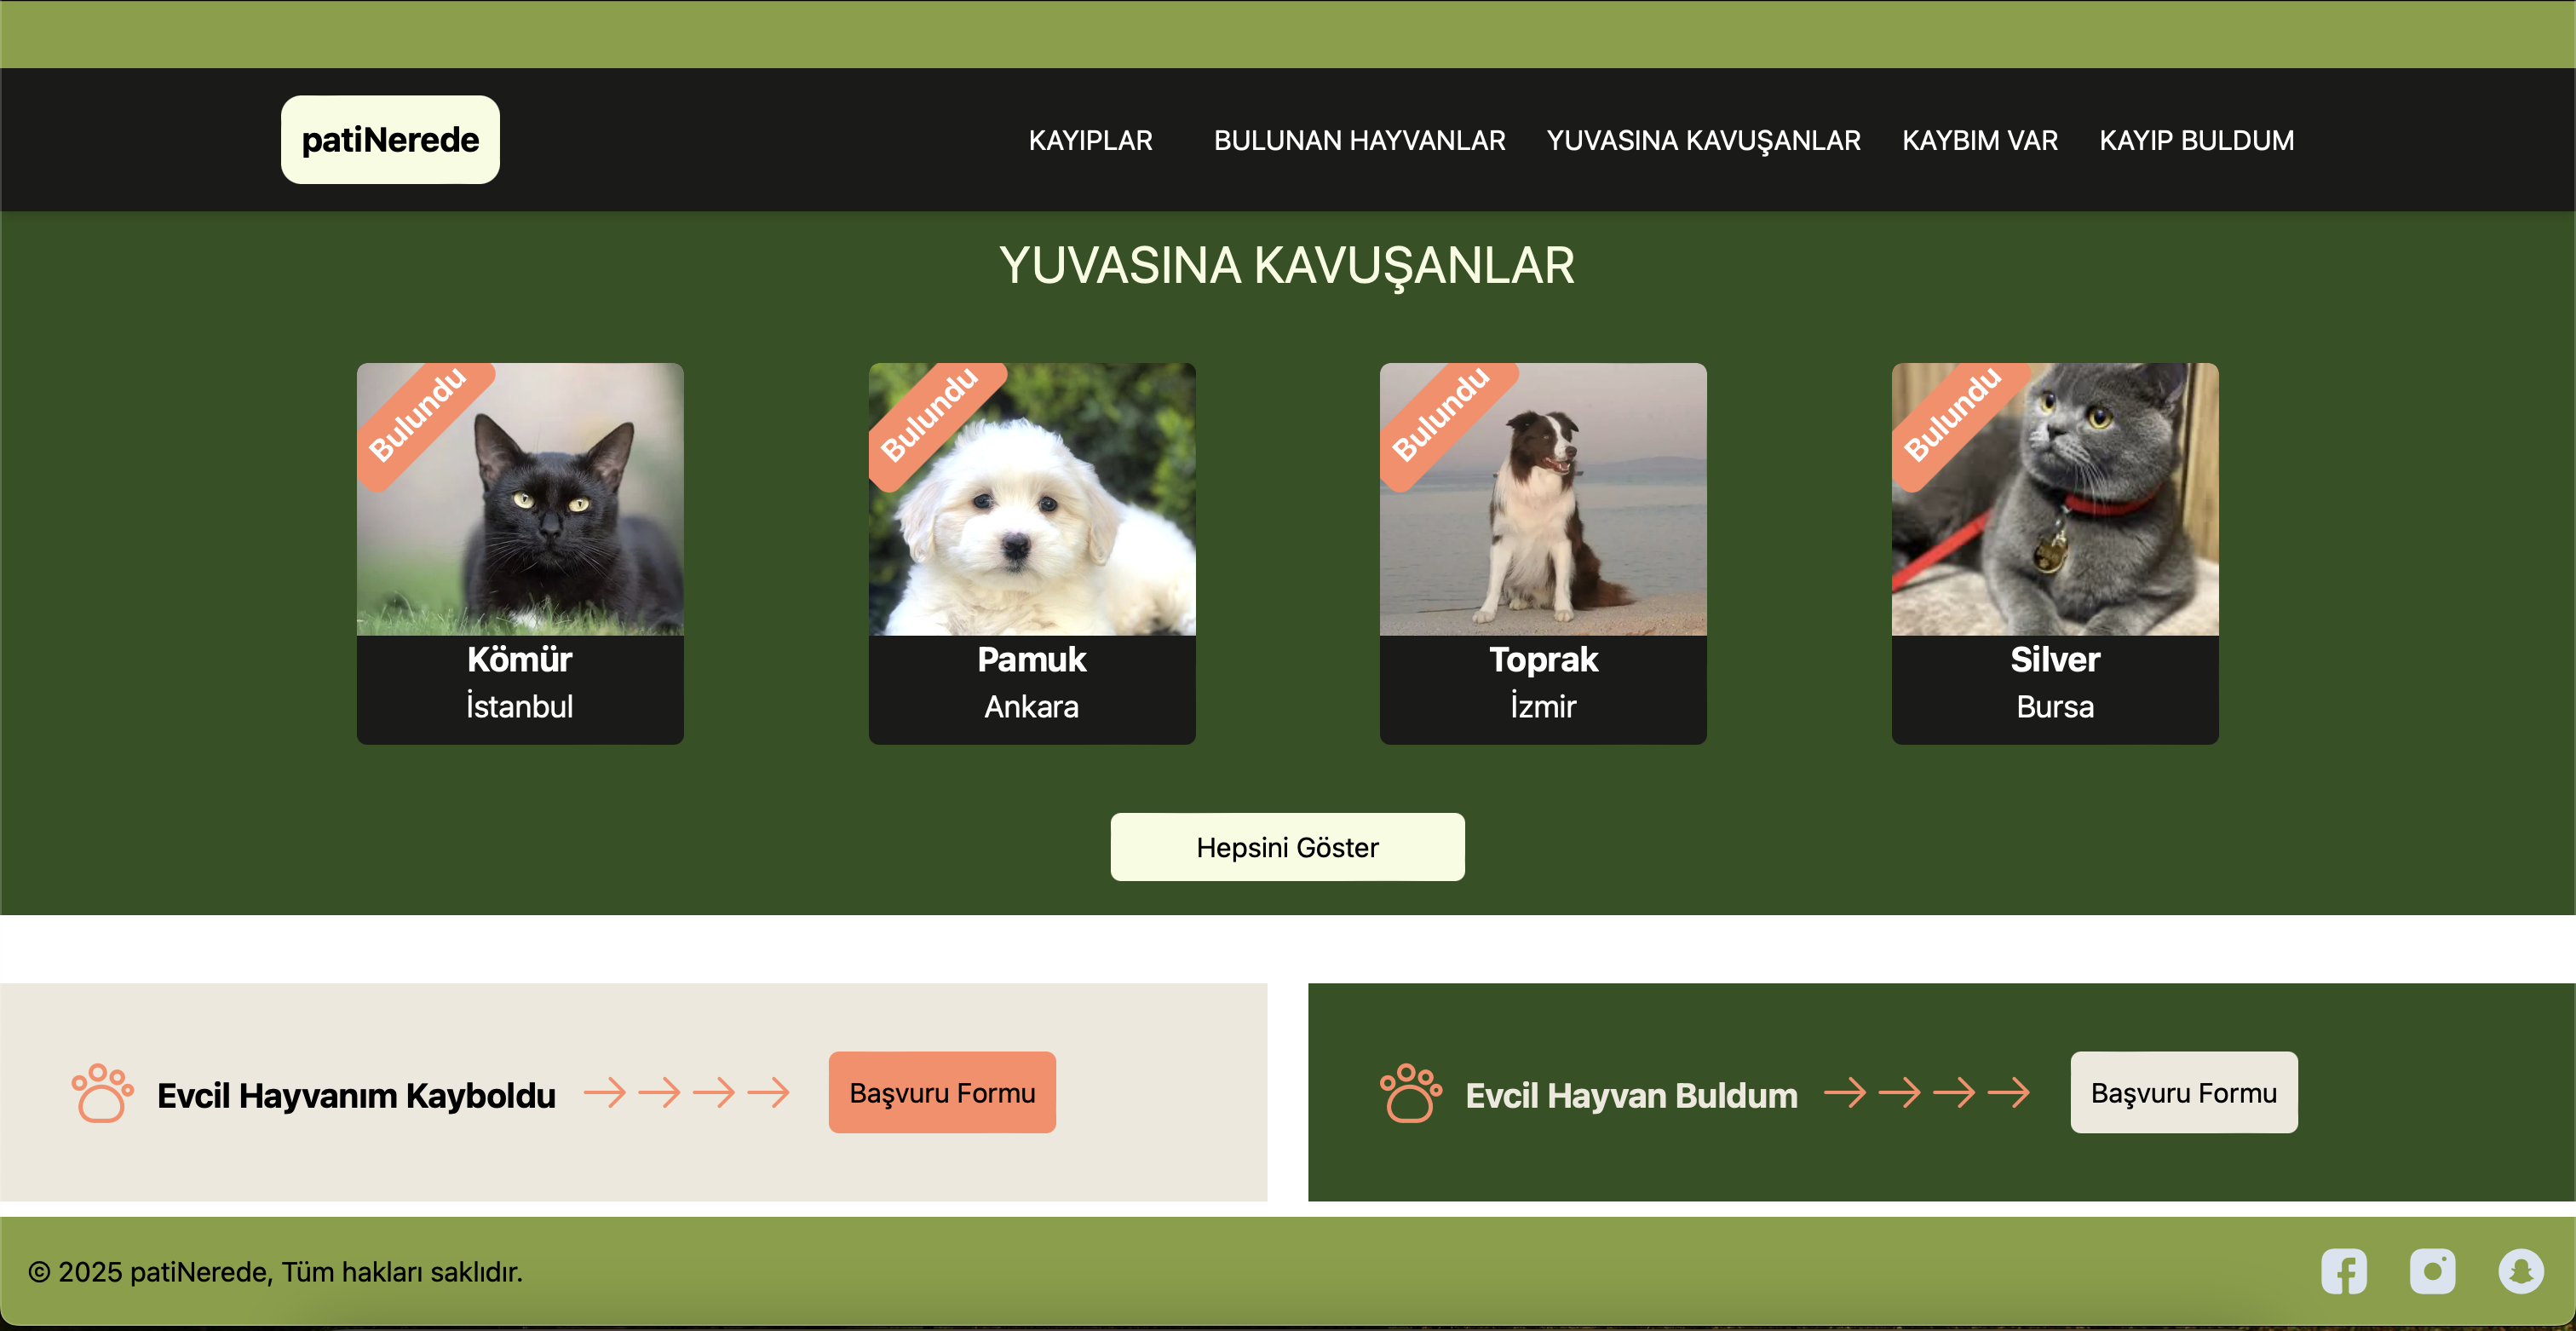 patiNerede
KAYIPLAR BULUNAN HAYVANLAR YUVASINA KAVUŞANLAR KAYBIM VAR KAYIP BULDUM
YUVASINA KAVUŞANLAR
Bulundu
Kömür
İstanbul
Bulundu
Pamuk
Ankara
Bulundu
Toprak
İzmir
Bulundu
Silver
Bursa
Hepsini Göster
Evcil Hayvanım Kayboldu
Başvuru Formu
Evcil Hayvan Buldum
Başvuru Formu
© 2025 patiNerede, Tüm hakları saklıdır.